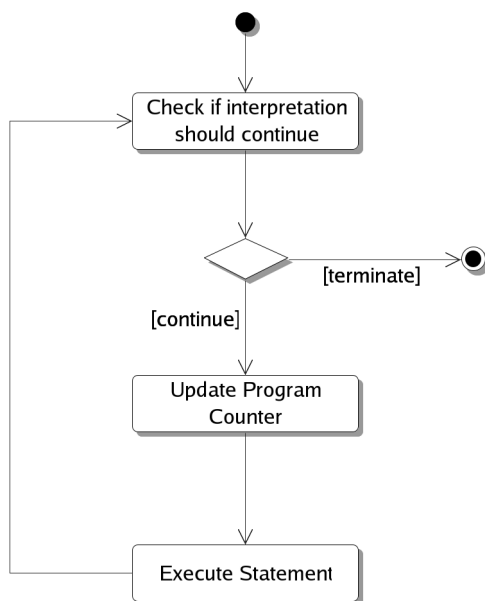 Check if interpretation
should continue
[terminate]
[continue]
Update Program
Counter
Execute Statement